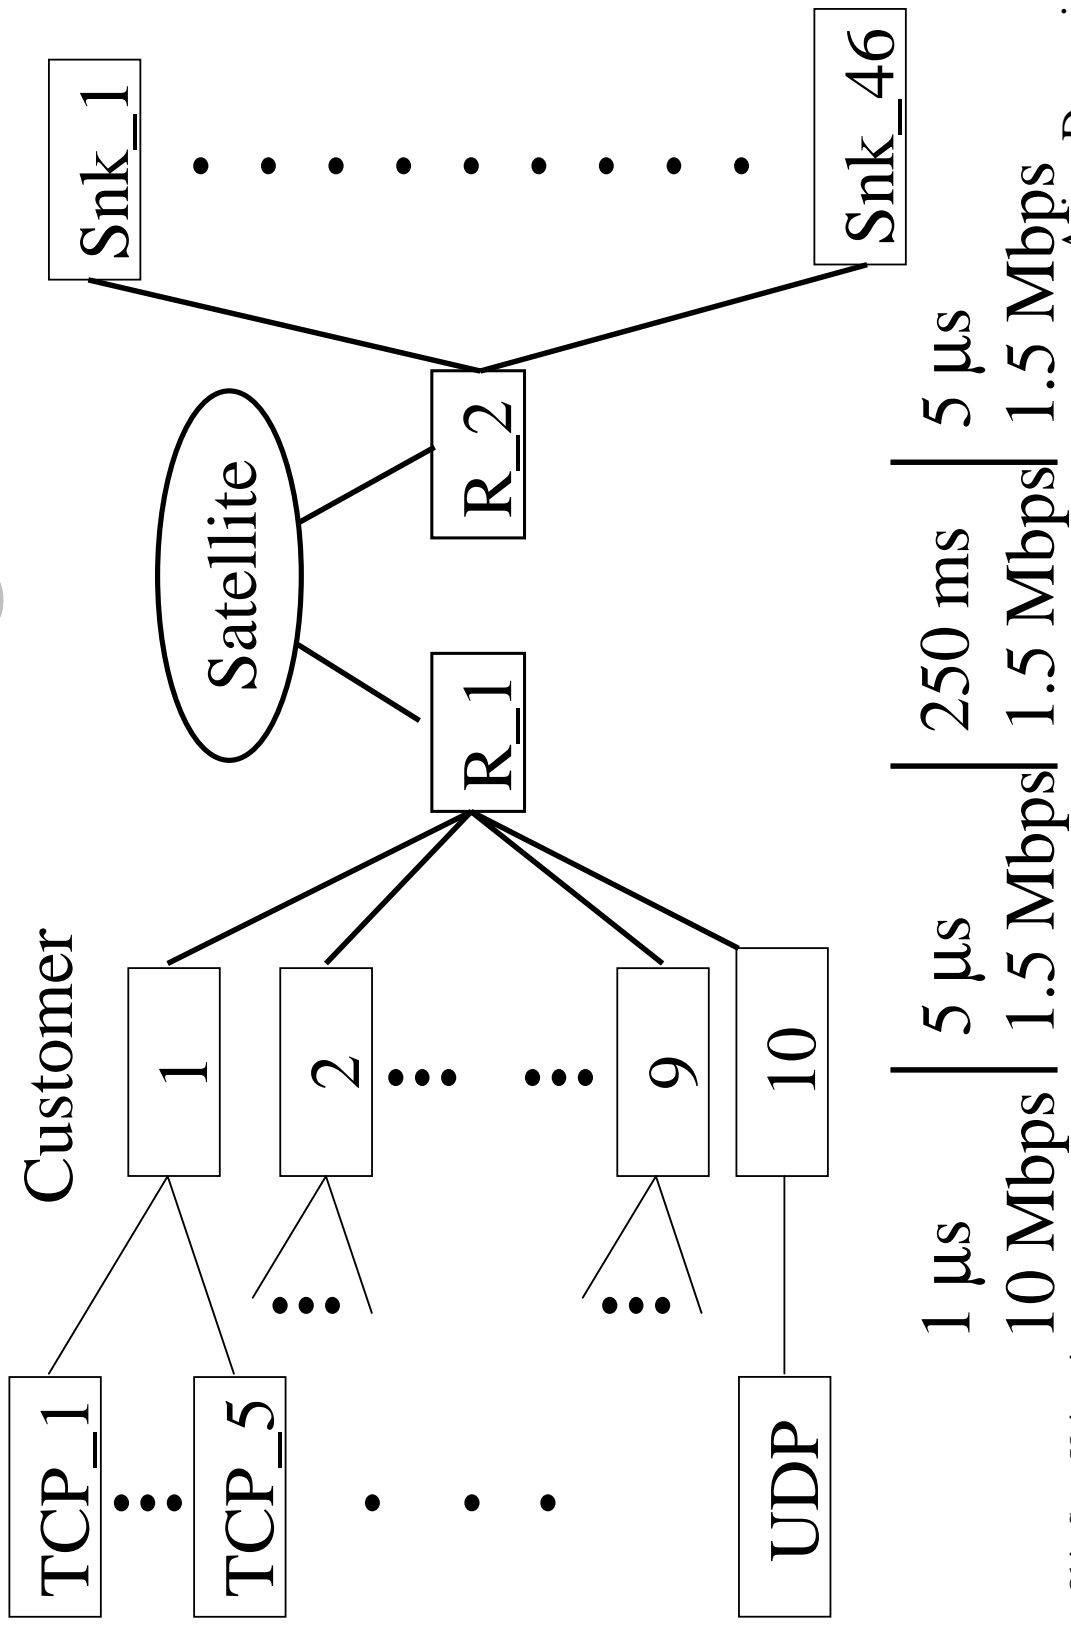 Customer
TCP_1
TCP_5
UDP
1
2
9
10
Satellite
R_1
R_2
Snk_1
Snk_46
1 µs
5 µs
250 ms
5 µs
10 Mbps
1.5 Mbps
1.5 Mbps
1.5 Mbps